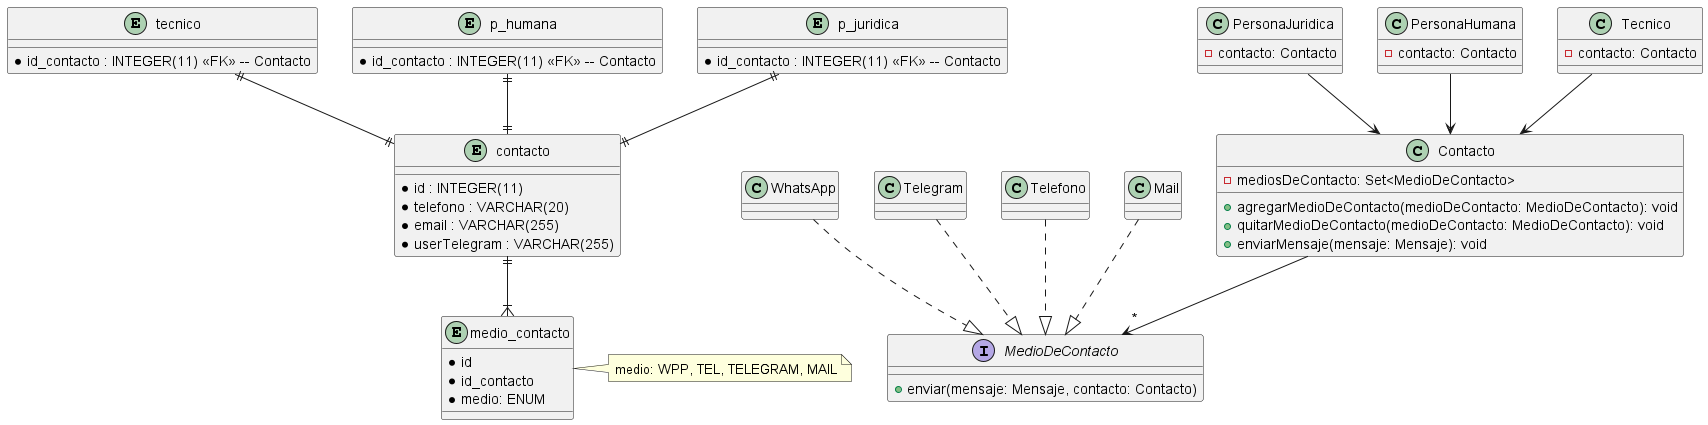 E tecnico
* id_contacto : INTEGER(11) «FK» -- Contacto
E p_humana
* id_contacto : INTEGER(11) «FK» -- Contacto
E p_juridica
* id_contacto : INTEGER(11) «FK» -- Contacto
C PersonaJuridica
contacto: Contacto
C PersonaHumana
contacto: Contacto
C Tecnico
contacto: Contacto
E contacto
* id : INTEGER(11)
* telefono : VARCHAR(20)
* email : VARCHAR(255)
* userTelegram : VARCHAR(255)
C WhatsApp
C Telegram
C Telefono
C Mail
C Contacto
mediosDeContacto: Set<MedioDeContacto>
agregarMedioDeContacto(medioDeContacto: MedioDeContacto): void
quitarMedioDeContacto(medioDeContacto: MedioDeContacto): void
enviarMensaje(mensaje: Mensaje): void
*
E medio_contacto
* id
* id_contacto
* medio: ENUM
medio: WPP, TEL, TELEGRAM, MAIL
I MedioDeContacto
enviar(mensaje: Mensaje, contacto: Contacto)